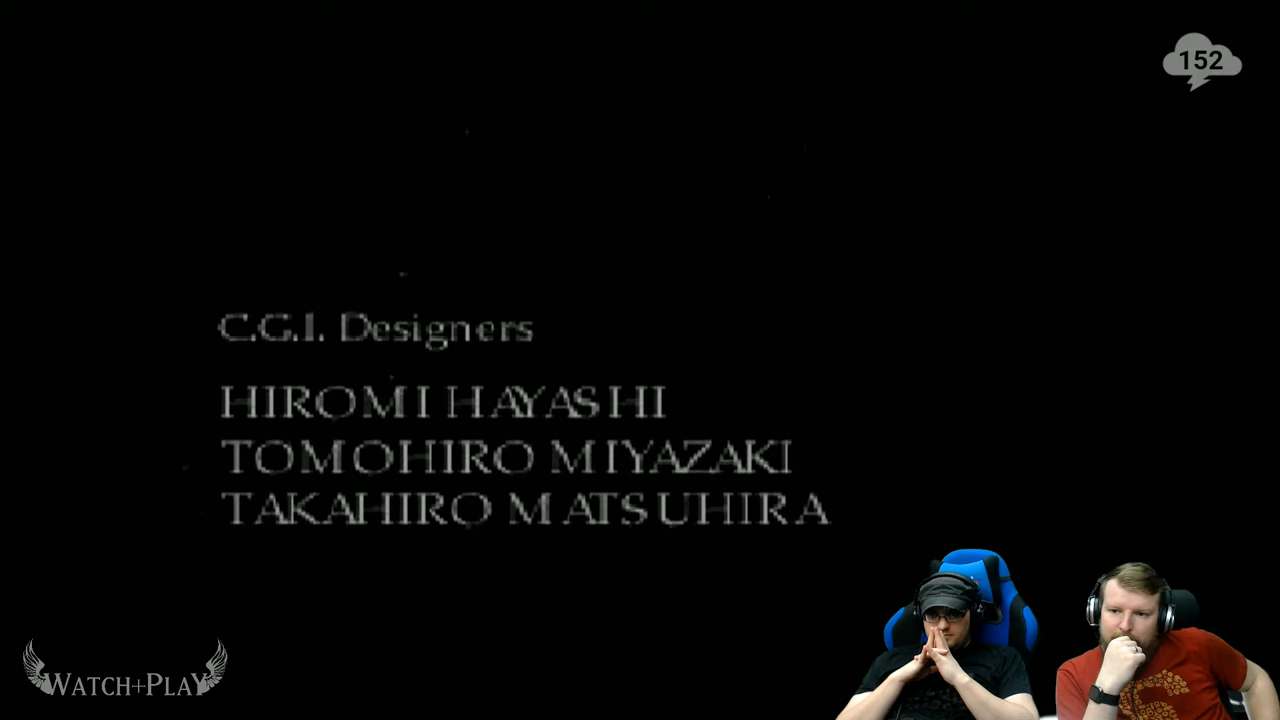 152
C.G.I. Designers
HIROMI HAYASHI
TOMOHIRO MIYAZAKI
TAKAHIRO MATSUHIRA
WATCH+PLAY